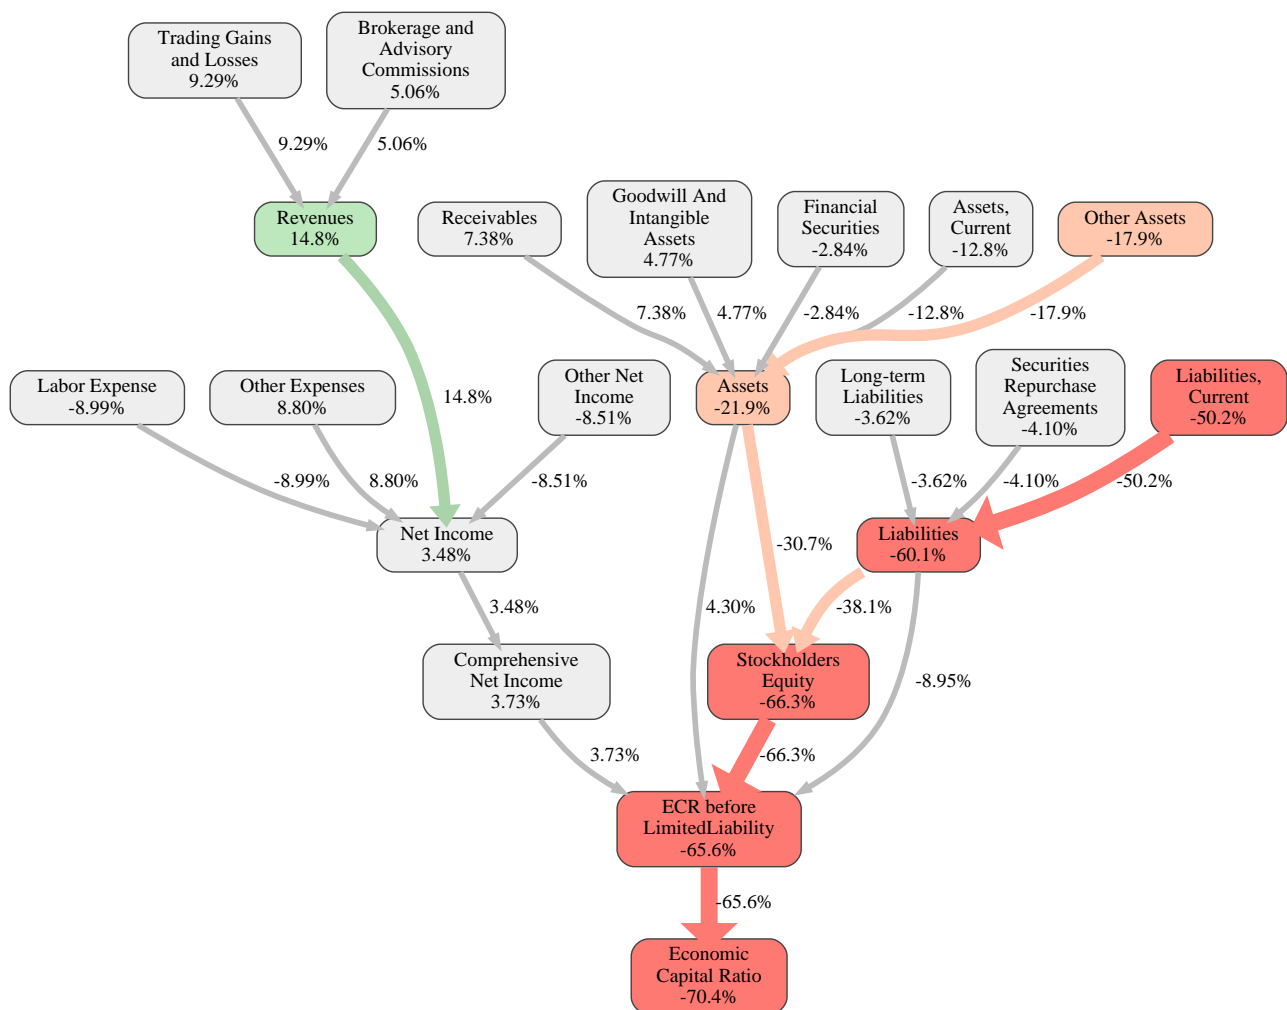 Trading Gains
and Losses
9.29%
Brokerage and
Advisory
Commissions
5.06%
9.29%
5.06%
Revenues
14.8%
Receivables
7.38%
Goodwill And
Intangible
Assets
4.77%
Financial
Securities
-2.84%
Assets,
Current
-12.8%
Other Assets
-17.9%
7.38%
4.77%
-2.84%
-12.8%
-17.9%
Labor Expense
-8.99%
Other Expenses
8.80%
14.8%
Other Net
Income
-8.51%
Assets
-21.9%
Long-term
Liabilities
-3.62%
Securities
Repurchase
Agreements
-4.10%
Liabilities,
Current
-50.2%
-8.99%
8.80%
-8.51%
-3.62%
-4.10%
-50.2%
Net Income
3.48%
-30.7%
Liabilities
-60.1%
3.48%
4.30%
-38.1%
Comprehensive
Net Income
3.73%
Stockholders
Equity
-66.3%
-8.95%
3.73%
-66.3%
ECR before
LimitedLiability
-65.6%
-65.6%
Economic
Capital Ratio
-70.4%